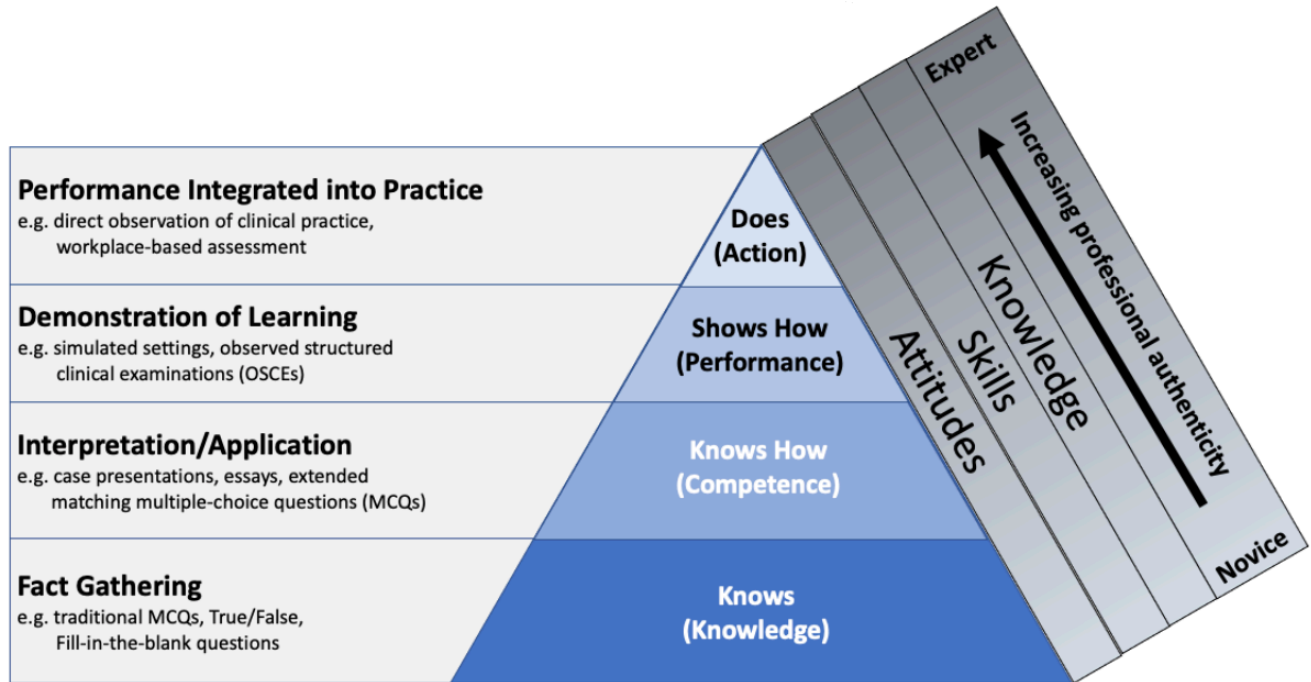 Performance Integrated into Practice
e.g. direct observation of clinical practice,
workplace-based assessment
Does
(Action)
Demonstration of Learning
e.g. simulated settings, observed structured
clinical examinations (OSCEs)
Shows How
(Performance)
Interpretation/Application
e.g. case presentations, essays, extended
matching multiple-choice questions (MCQs)
Knows How
(Competence)
Fact Gathering
e.g. traditional MCQs, True/False,
Fill-in-the-blank questions
Knows
(Knowledge)
Attitudes
Skills
Knowledge
Increasing professional authenticity
Expert
Novice